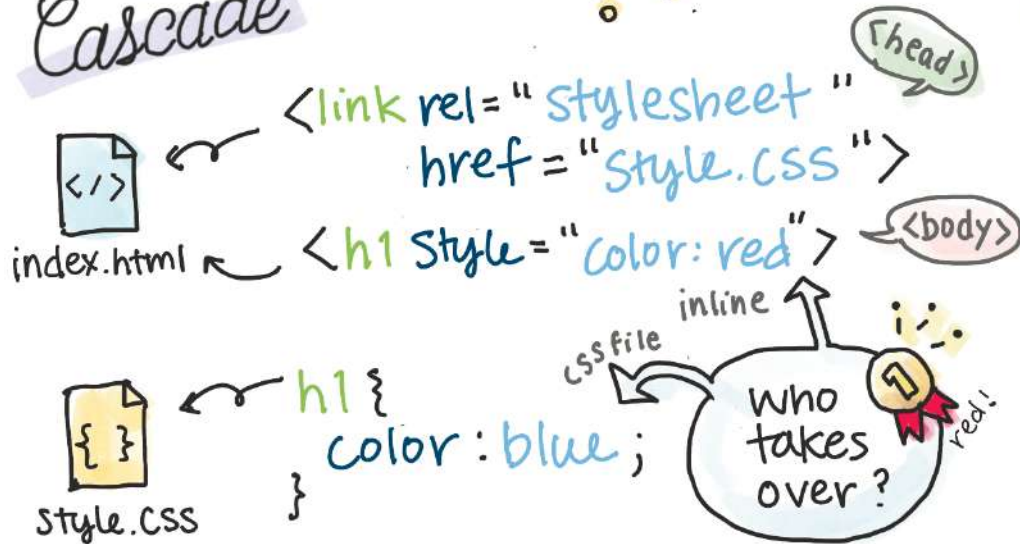 Cascade
<head>
<link rel="stylesheet"
href="style.css">
</>
index.html
<h1 style="color: red">
<body>
inline
css file
h1 {
color: blue;
}
{ }
style.css
who
takes
over?
1
red!